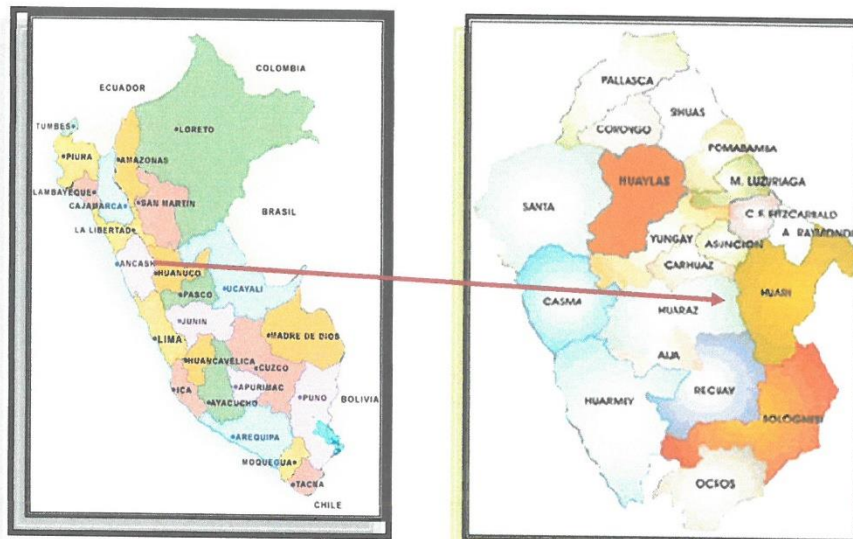 COLOMBIA
ECUADOR
TUMBES
LORETO
PIURA
AMAZONAS
LAMBAYEQUE
CAJAMARCA
SAN MARTIN
BRASIL
LA LIBERTAD
ANCASH
HUANUCO
PASCO
UCAYALI
JUNIN
LIMA
MADRE DE DIOS
HUANCAVELICA
CUZCO
ICA
APURIMAC
AYACUCHO
PUNO
BOLIVIA
AREQUIPA
MOQUEGUA
TACNA
CHILE
PALLASCA
SIHUAS
CORONGO
POMABAMBA
HUAYLAS
M. LUZURIAGA
SANTA
C. F. FITZCARRALD
A. RAYMONDI
YUNGAY
ASUNCION
CARHUAZ
HUARI
CASMA
HUARAZ
AIJA
RECUAY
HUARMEY
BOLOGNESI
OCROS